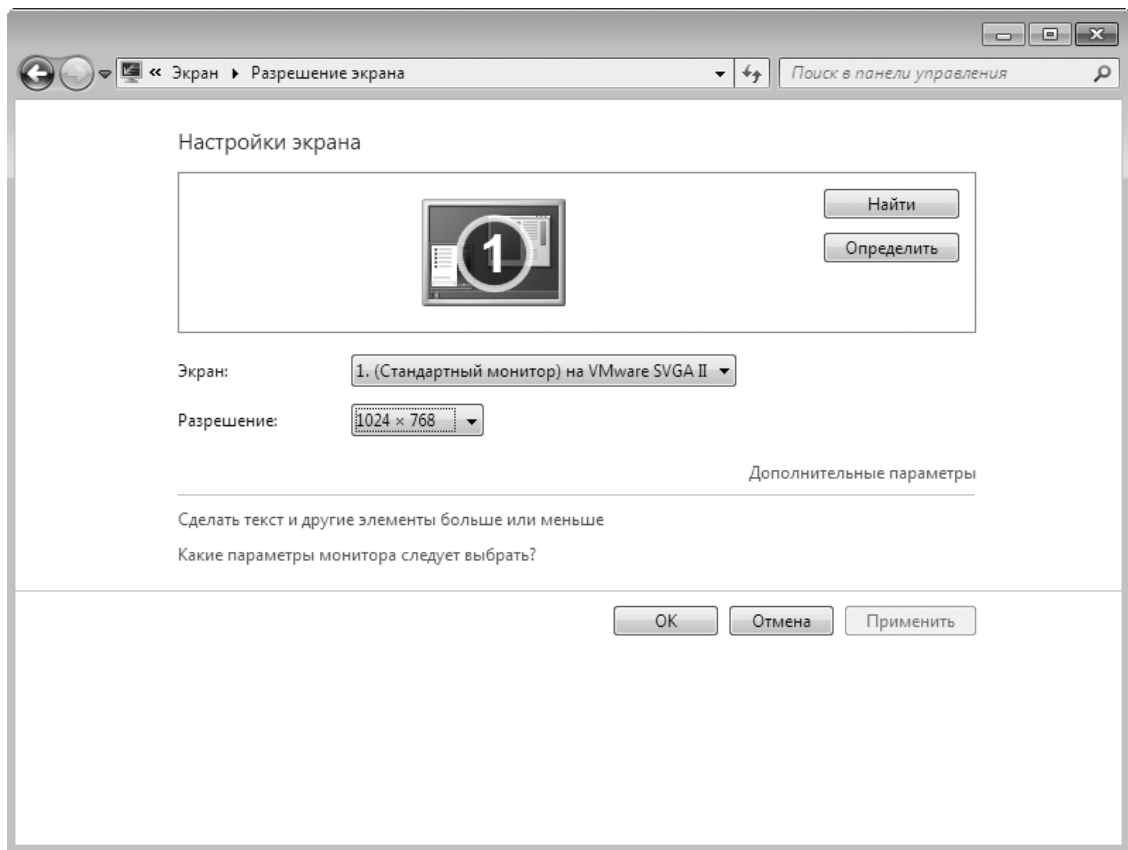 « Экран ▸ Разрешение экрана
Поиск в панели управления
Настройки экрана
1
Найти
Определить
Экран: 1. (Стандартный монитор) на VMware SVGA II
Разрешение: 1024 × 768
Дополнительные параметры
Сделать текст и другие элементы больше или меньше
Какие параметры монитора следует выбрать?
ОК Отмена Применить